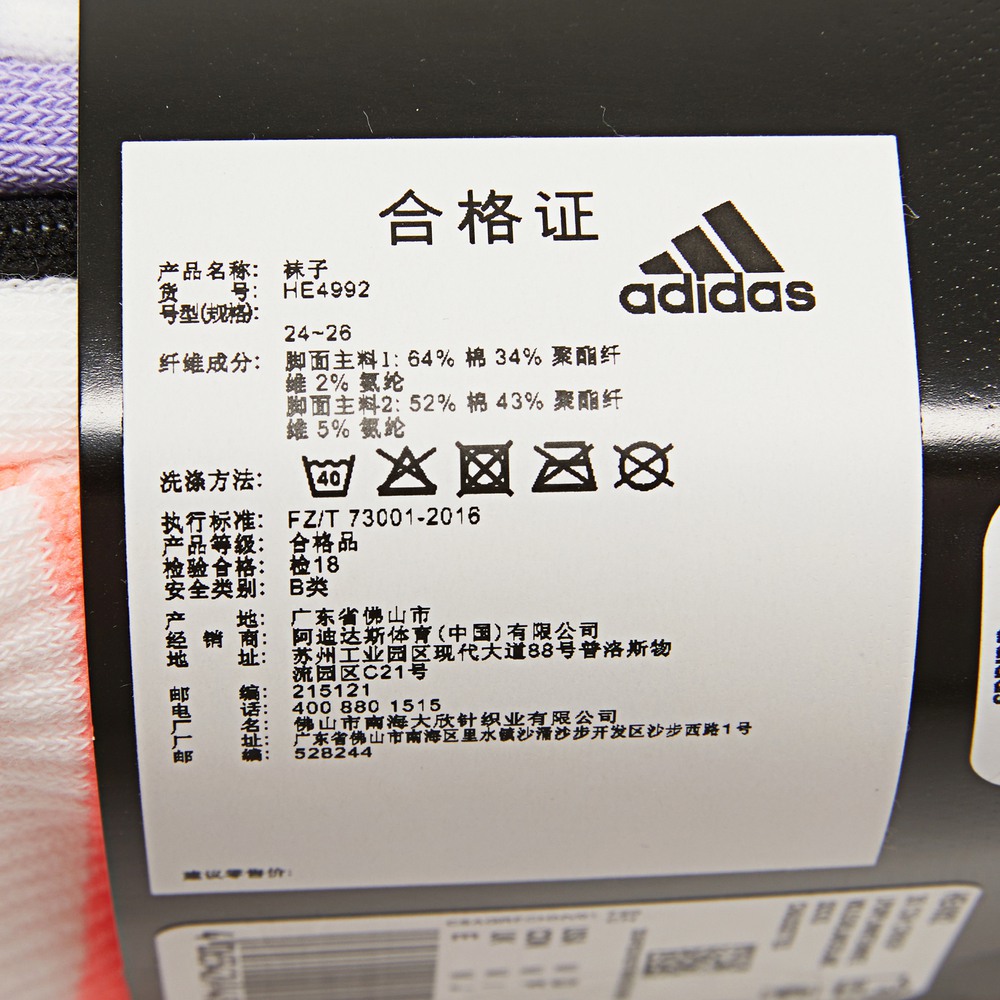 合格证
adidas
产品名称: 袜子
货 号: HE4992
号型(规格):
24~26
纤维成分: 脚面主料1: 64% 棉 34% 聚酯纤
维 2% 氨纶
脚面主料2: 52% 棉 43% 聚酯纤
维 5% 氨纶
洗涤方法: 40
执行标准: FZ/T 73001-2016
产品等级: 合格品
检验合格: 检18
安全类别: B类
产 地: 广东省佛山市
经 销 商: 阿迪达斯体育(中国)有限公司
地 址: 苏州工业园区现代大道88号普洛斯物
流园区C21号
邮 编: 215121
电 话: 400 880 1515
厂 名: 佛山市南海大欣针织业有限公司
厂 址: 广东省佛山市南海区里水镇沙涌沙步开发区沙步西路1号
邮 编: 528244
建议零售价: